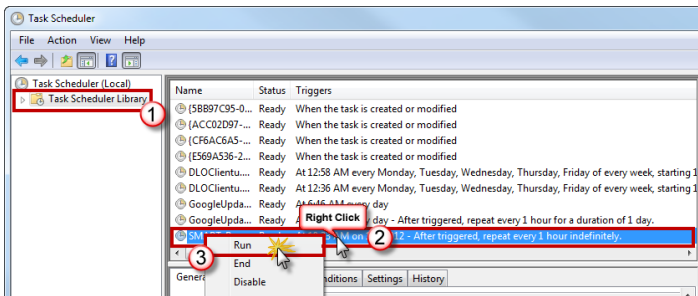 Task Scheduler
File Action View Help
Task Scheduler (Local)
Task Scheduler Library
1
Name Status Triggers
{5BB97C95-0... Ready When the task is created or modified
{ACC02D97-... Ready When the task is created or modified
{CF6AC6A5-... Ready When the task is created or modified
{E569A536-2... Ready When the task is created or modified
DLOClientu.... Ready At 12:58 AM every Monday, Tuesday, Wednesday, Thursday, Friday of every week, starting 1
DLOClientu.... Ready At 12:36 AM every Monday, Tuesday, Wednesday, Thursday, Friday of every week, starting 1
GoogleUpda... Ready At 6:46 AM every day
GoogleUpda... Ready day - After triggered, repeat every 1 hour for a duration of 1 day.
Right Click
on 12 - After triggered, repeat every 1 hour indefinitely.
2
3
Run
End
Disable
Settings History